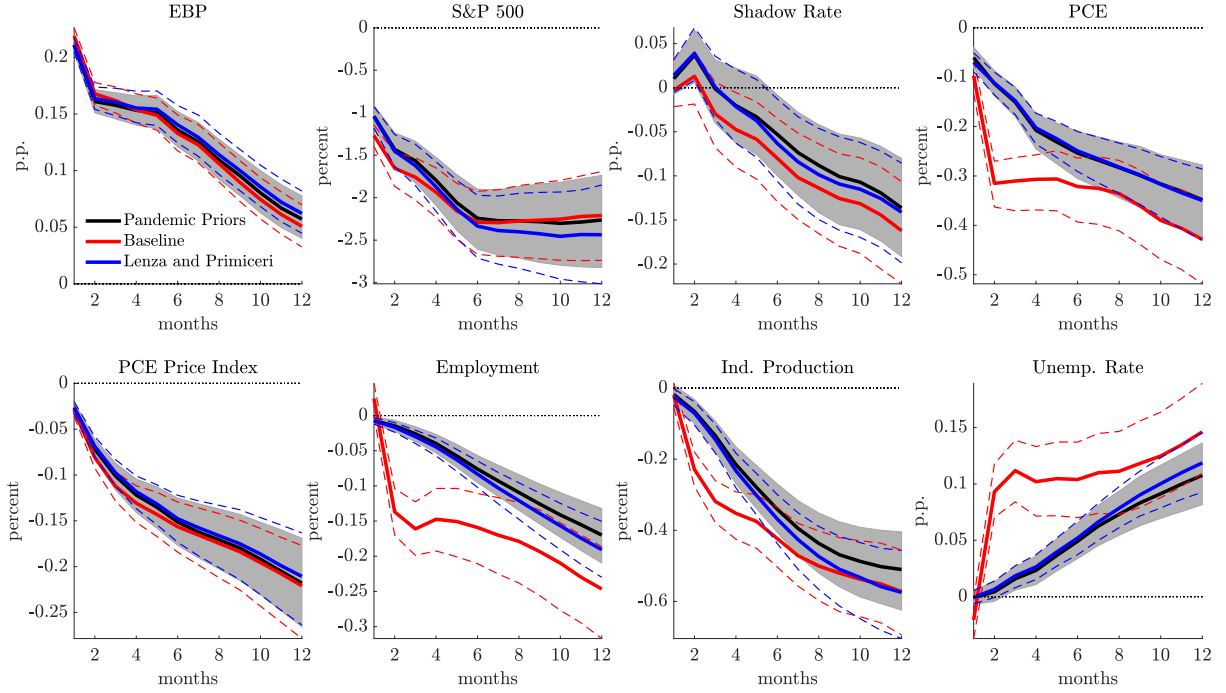 EBP
0.2
0.15
0.1
0.05
0
p.p.
Pandemic Priors
Baseline
Lenza and Primiceri
2 4 6 8 10 12
months
S&P 500
0
-0.5
-1
-1.5
-2
-2.5
-3
percent
2 4 6 8 10 12
months
Shadow Rate
0.05
0
-0.05
-0.1
-0.15
-0.2
p.p.
2 4 6 8 10 12
months
PCE
0
-0.1
-0.2
-0.3
-0.4
-0.5
percent
2 4 6 8 10 12
months
PCE Price Index
0
-0.05
-0.1
-0.15
-0.2
-0.25
percent
2 4 6 8 10 12
months
Employment
0
-0.05
-0.1
-0.15
-0.2
-0.25
-0.3
percent
2 4 6 8 10 12
months
Ind. Production
0
-0.2
-0.4
-0.6
percent
2 4 6 8 10 12
months
Unemp. Rate
0.15
0.1
0.05
0
p.p.
2 4 6 8 10 12
months